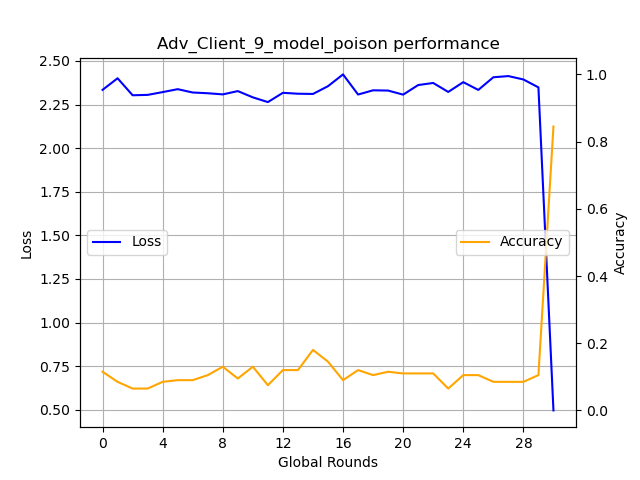 Adv_Client_9_model_poison performance
2.50
2.25
2.00
1.75
1.50
1.25
1.00
0.75
0.50
Loss
Loss
Accuracy
1.0
0.8
0.6
0.4
0.2
0.0
Accuracy
0 4 8 12 16 20 24 28
Global Rounds